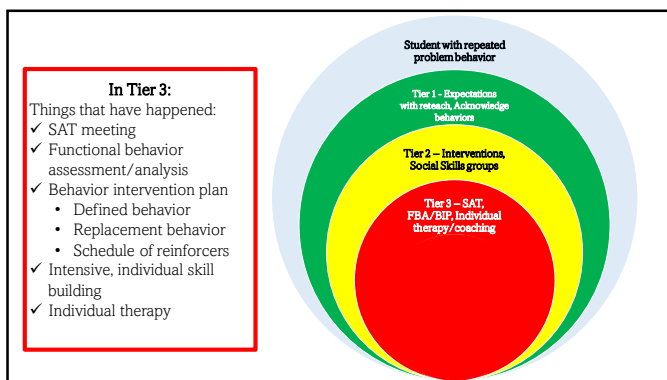 In Tier 3:
Things that have happened:
✓ SAT meeting
✓ Functional behavior
assessment/analysis
✓ Behavior intervention plan
• Defined behavior
• Replacement behavior
• Schedule of reinforcers
✓ Intensive, individual skill
building
✓ Individual therapy
Student with repeated
problem behavior
Tier 1 - Expectations
with reteach, Acknowledge
behaviors
Tier 2 – Interventions,
Social Skills groups
Tier 3 – SAT,
FBA/BIP, Individual
therapy/coaching